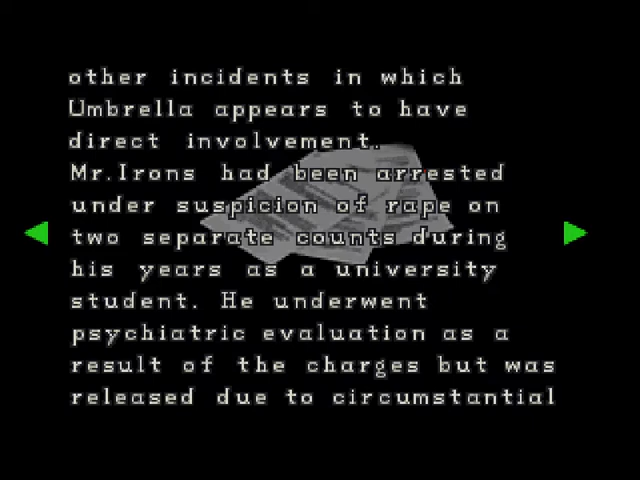 other incidents in which
Umbrella appears to have
direct involvement.
Mr.Irons had been arrested
under suspicion of rape on
two separate counts during
his years as a university
student. He underwent
psychiatric evaluation as a
result of the charges but was
released due to circumstantial